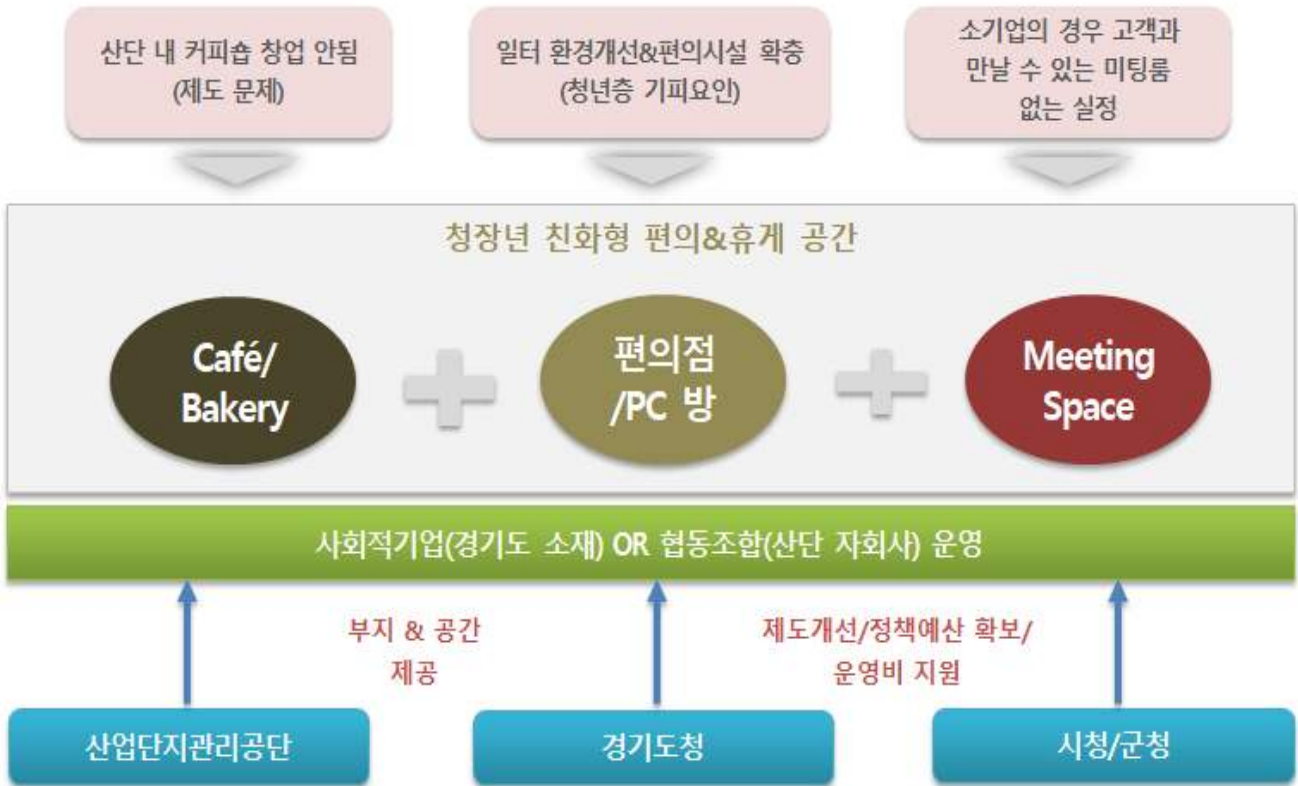 산단 내 커피숍 창업 안됨
(제도 문제)
일터 환경개선&편의시설 확충
(청년층 기피요인)
소기업의 경우 고객과
만날 수 있는 미팅룸
없는 실정
청장년 친화형 편의&휴게 공간
Café/
Bakery
편의점
/PC 방
Meeting
Space
사회적기업(경기도 소재) OR 협동조합(산단 자회사) 운영
부지 & 공간
제공
제도개선/정책예산 확보/
운영비 지원
산업단지관리공단
경기도청
시청/군청